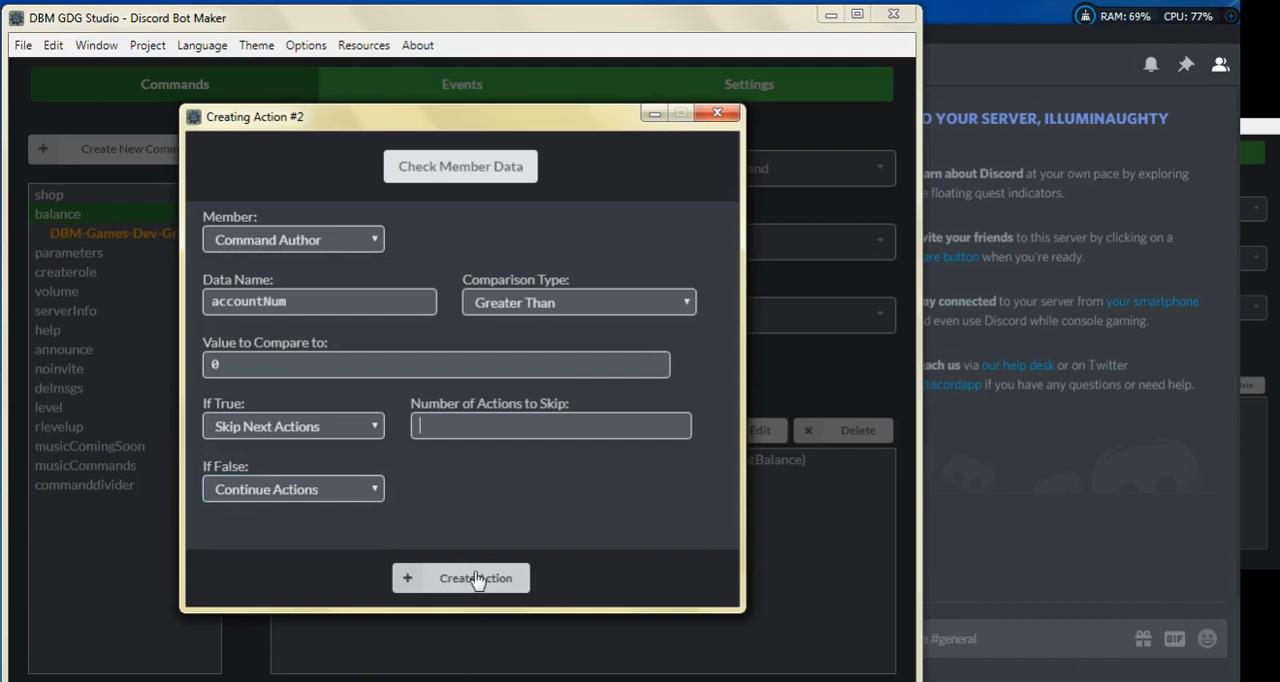 DBM GDG Studio - Discord Bot Maker
RAM: 69% CPU: 77%
File Edit Window Project Language Theme Options Resources About
Commands Events Settings
Creating Action #2
Create New Comm
Check Member Data
and
shop
balance
DBM-Games-Dev-Gr
parameters
createrole
volume
serverInfo
help
announce
noinvite
delmsgs
level
rlevelup
musicComingSoon
musicCommands
commanddivider
Member:
Command Author
Data Name:
accountNum
Comparison Type:
Greater Than
Value to Compare to:
0
If True:
Skip Next Actions
Number of Actions to Skip:
If False:
Continue Actions
Create Action
Edit
Delete
tBalance)
O YOUR SERVER, ILLUMINAUGHTY
arn about Discord at your own pace by exploring
e floating quest indicators.
vite your friends to this server by clicking on a
are button when you're ready.
ay connected to your server from your smartphone
d even use Discord while console gaming.
ach us via our help desk or on Twitter
discordapp if you have any questions or need help.
e #general
GIF